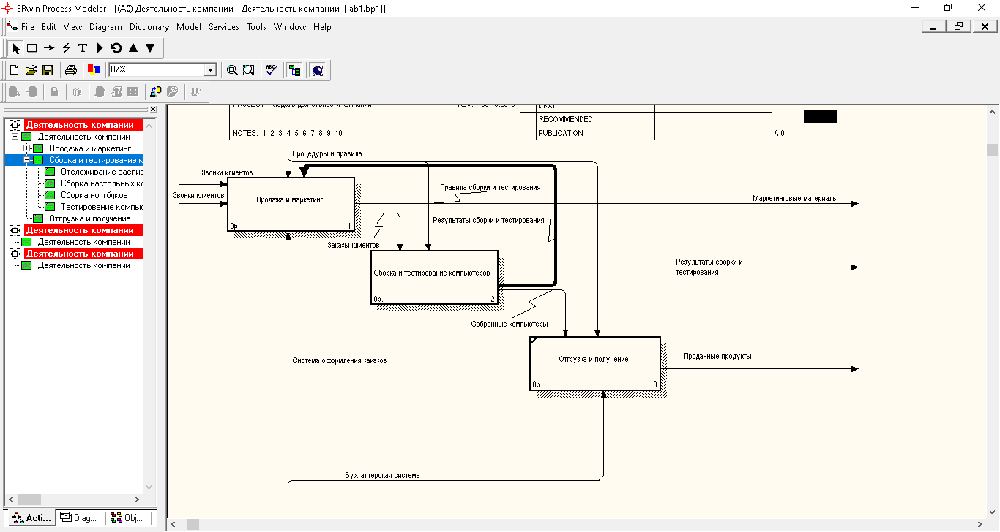 ERwin Process Modeler - [(A0) Деятельность компании - Деятельность компании [lab1.bp1]]
File Edit View Diagram Dictionary Model Services Tools Window Help
T
87%
ABC
Деятельность компании
Деятельность компании
Продажа и маркетинг
Сборка и тестирование к
Отслеживание распис
Сборка настольных ко
Сборка ноутбуков
Тестирование компью
Отгрузка и получение
Деятельность компании
Деятельность компании
Деятельность компании
Деятельность компании
Acti... Diag... Obj...
DRAFT
RECOMMENDED
NOTES: 1 2 3 4 5 6 7 8 9 10
PUBLICATION
A-0
Процедуры и правила
Звонки клиентов
Звонки клиентов
Продажа и маркетинг
0р. 1
Правила сборки и тестирования
Маркетинговые материалы
Результаты сборки и тестирования
Заказы клиентов
Сборка и тестирование компьютеров
0р. 2
Результаты сборки и
тестирования
Собранные компьютеры
Система оформления заказов
Отгрузка и получение
0р. 3
Проданные продукты
Бухгалтерская система